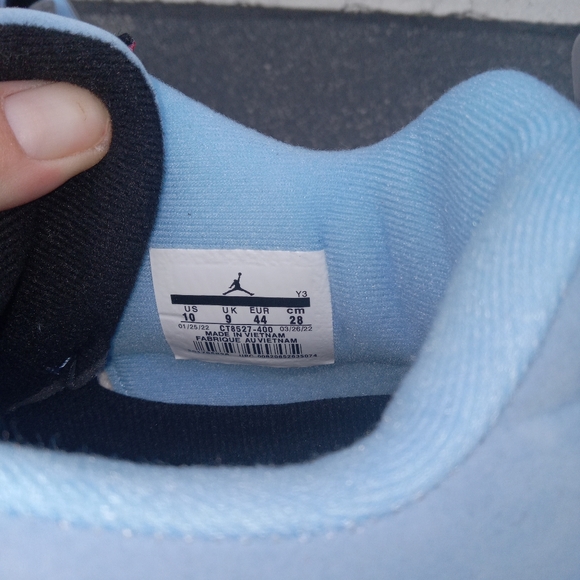 Y3
US UK EUR cm
10 9 44 28
01/25/22 CT8527-400 03/26/22
MADE IN VIETNAM
FABRIQUE AU VIETNAM